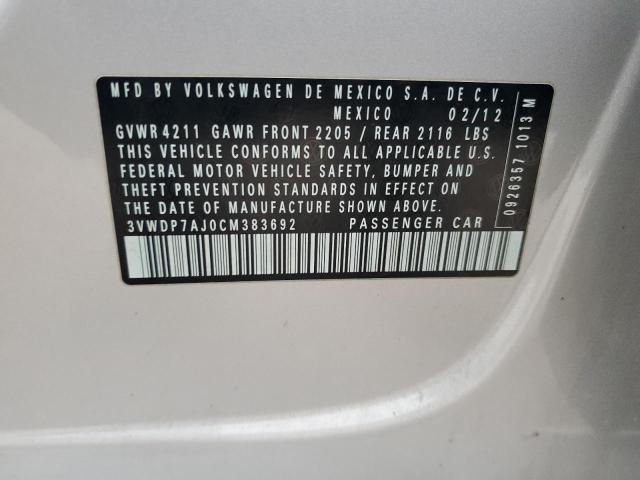 MFD BY VOLKSWAGEN DE MEXICO S.A. DE C.V.
MEXICO 02/12
GVWR 4211 GAWR FRONT 2205 / REAR 2116 LBS
THIS VEHICLE CONFORMS TO ALL APPLICABLE U.S.
FEDERAL MOTOR VEHICLE SAFETY, BUMPER AND
THEFT PREVENTION STANDARDS IN EFFECT ON
THE DATE OF MANUFACTURE SHOWN ABOVE.
3VWDP7AJ0CM383692 PASSENGER CAR
0926357 1013 M